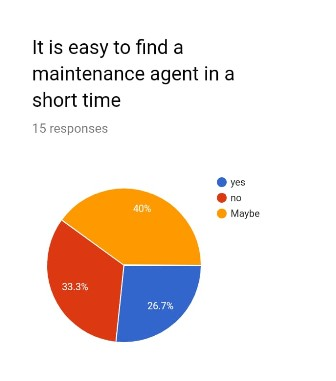 It is easy to find a
maintenance agent in a
short time
15 responses
yes
no
Maybe
40%
33.3%
26.7%